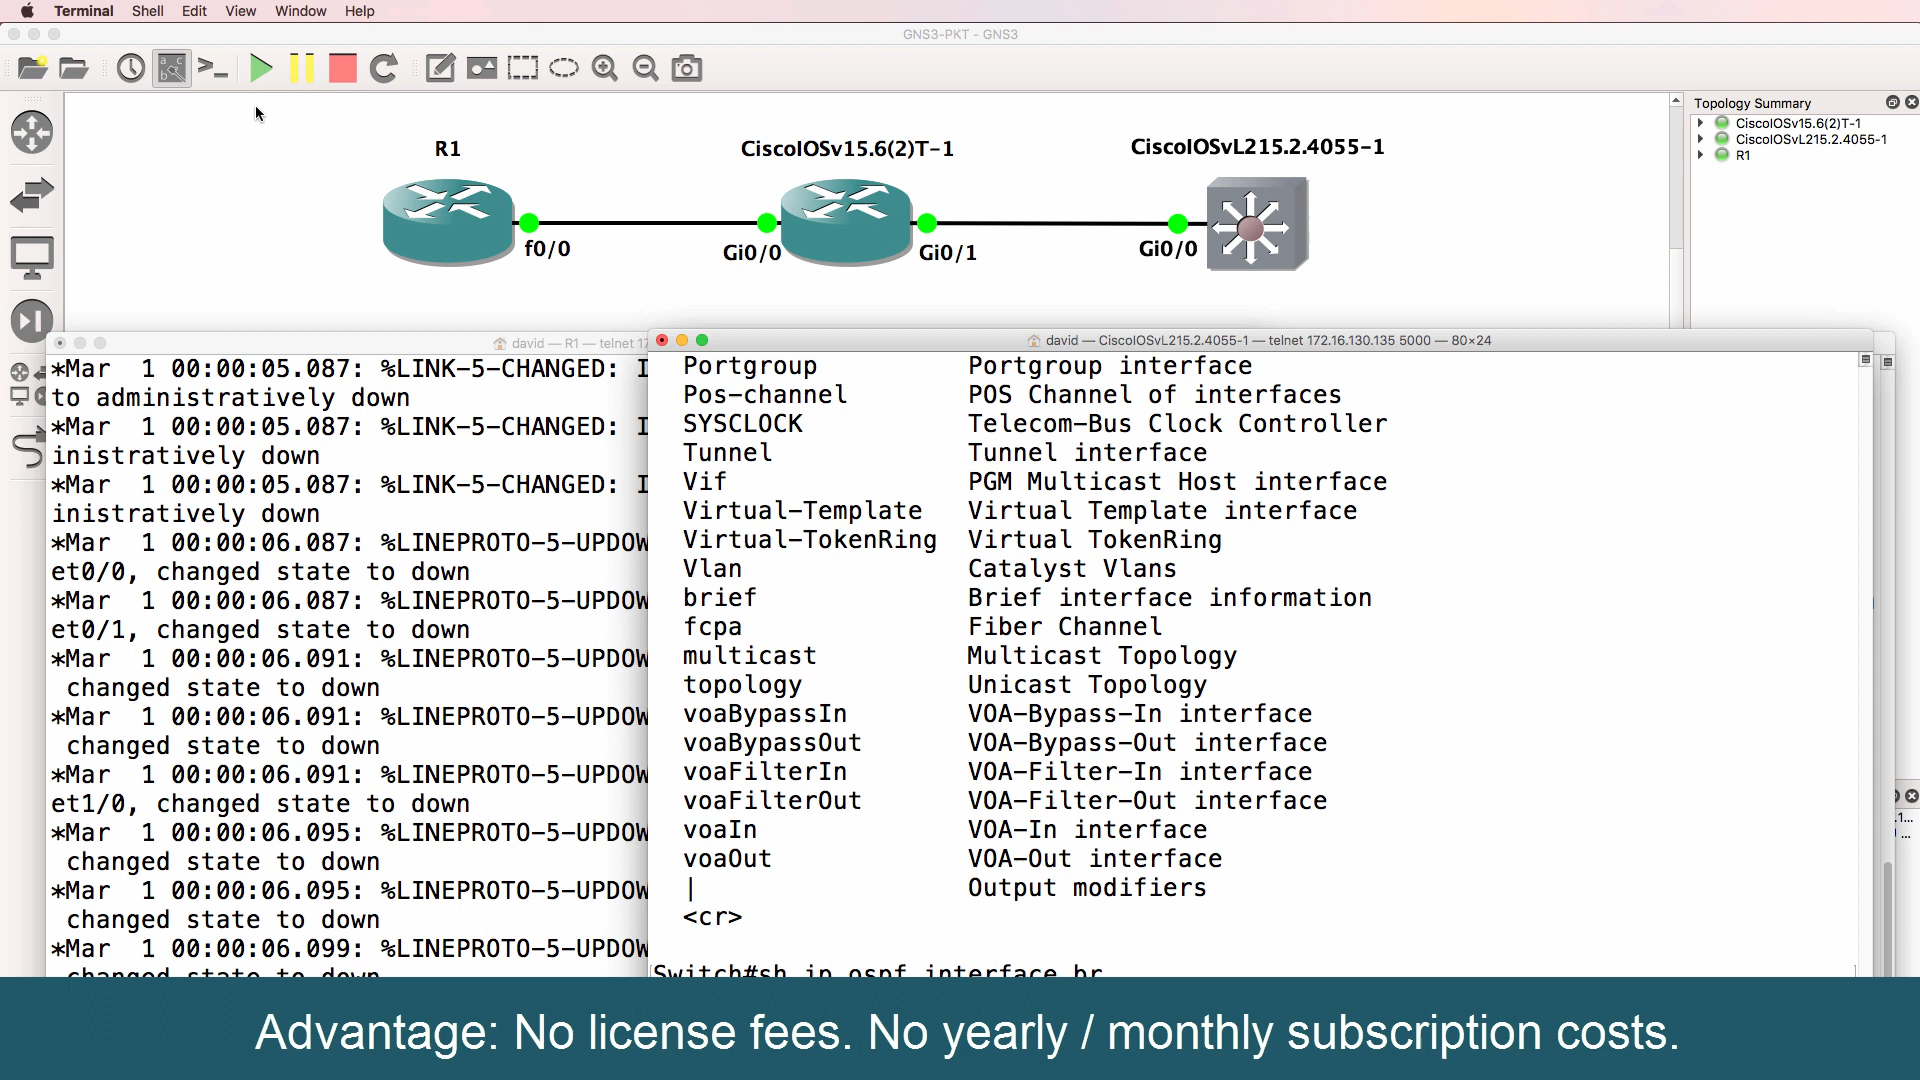 Terminal Shell Edit View Window Help
GNS3-PKT - GNS3
Topology Summary
CiscoIOSv15.6(2)T-1
CiscoIOSvL215.2.4055-1
R1
R1
CiscoIOSv15.6(2)T-1
CiscoIOSvL215.2.4055-1
f0/0
Gi0/0
Gi0/1
Gi0/0
david — R1 — telnet 17
*Mar  1 00:00:05.087: %LINK-5-CHANGED: I
to administratively down
*Mar  1 00:00:05.087: %LINK-5-CHANGED: I
inistratively down
*Mar  1 00:00:05.087: %LINK-5-CHANGED: I
inistratively down
*Mar  1 00:00:06.087: %LINEPROTO-5-UPDOW
et0/0, changed state to down
*Mar  1 00:00:06.087: %LINEPROTO-5-UPDOW
et0/1, changed state to down
*Mar  1 00:00:06.091: %LINEPROTO-5-UPDOW
changed state to down
*Mar  1 00:00:06.091: %LINEPROTO-5-UPDOW
changed state to down
*Mar  1 00:00:06.091: %LINEPROTO-5-UPDOW
et1/0, changed state to down
*Mar  1 00:00:06.095: %LINEPROTO-5-UPDOW
changed state to down
*Mar  1 00:00:06.095: %LINEPROTO-5-UPDOW
changed state to down
*Mar  1 00:00:06.099: %LINEPROTO-5-UPDOW
changed state to down
david — CiscoIOSvL215.2.4055-1 — telnet 172.16.130.135 5000 — 80×24
Portgroup Portgroup interface
Pos-channel POS Channel of interfaces
SYSCLOCK Telecom-Bus Clock Controller
Tunnel Tunnel interface
Vif PGM Multicast Host interface
Virtual-Template Virtual Template interface
Virtual-TokenRing Virtual TokenRing
Vlan Catalyst Vlans
brief Brief interface information
fcpa Fiber Channel
multicast Multicast Topology
topology Unicast Topology
voaBypassIn VOA-Bypass-In interface
voaBypassOut VOA-Bypass-Out interface
voaFilterIn VOA-Filter-In interface
voaFilterOut VOA-Filter-Out interface
voaIn VOA-In interface
voaOut VOA-Out interface
| Output modifiers
<cr>
Switch#sh ip ospf interface br
Advantage: No license fees. No yearly / monthly subscription costs.